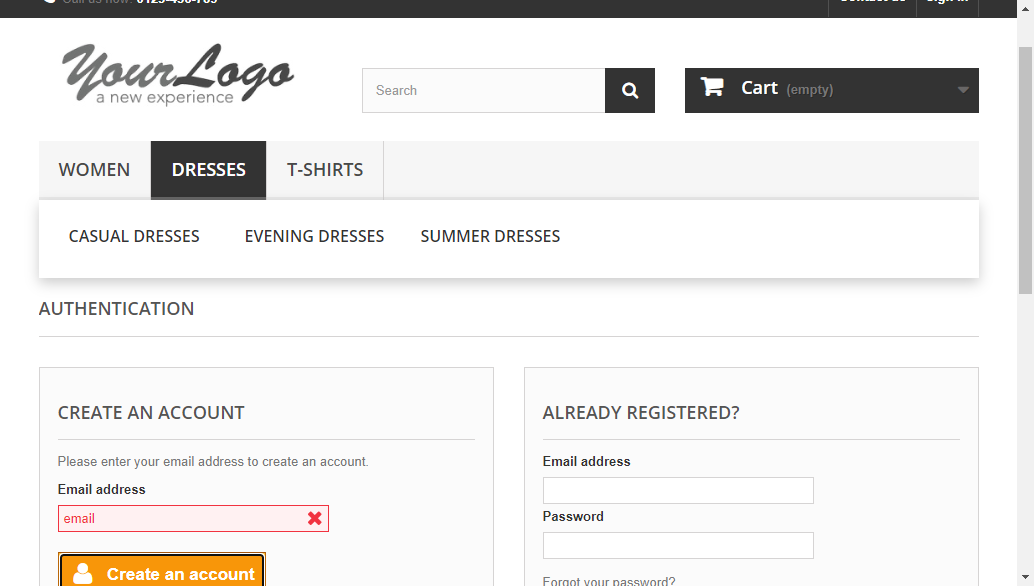 Call us now: 0123-456-789
Contact us
Sign in
YourLogo
a new experience
Search
Cart (empty)
WOMEN
DRESSES
T-SHIRTS
CASUAL DRESSES
EVENING DRESSES
SUMMER DRESSES
AUTHENTICATION
CREATE AN ACCOUNT
Please enter your email address to create an account.
Email address
email
Create an account
ALREADY REGISTERED?
Email address
Password
Forgot your password?